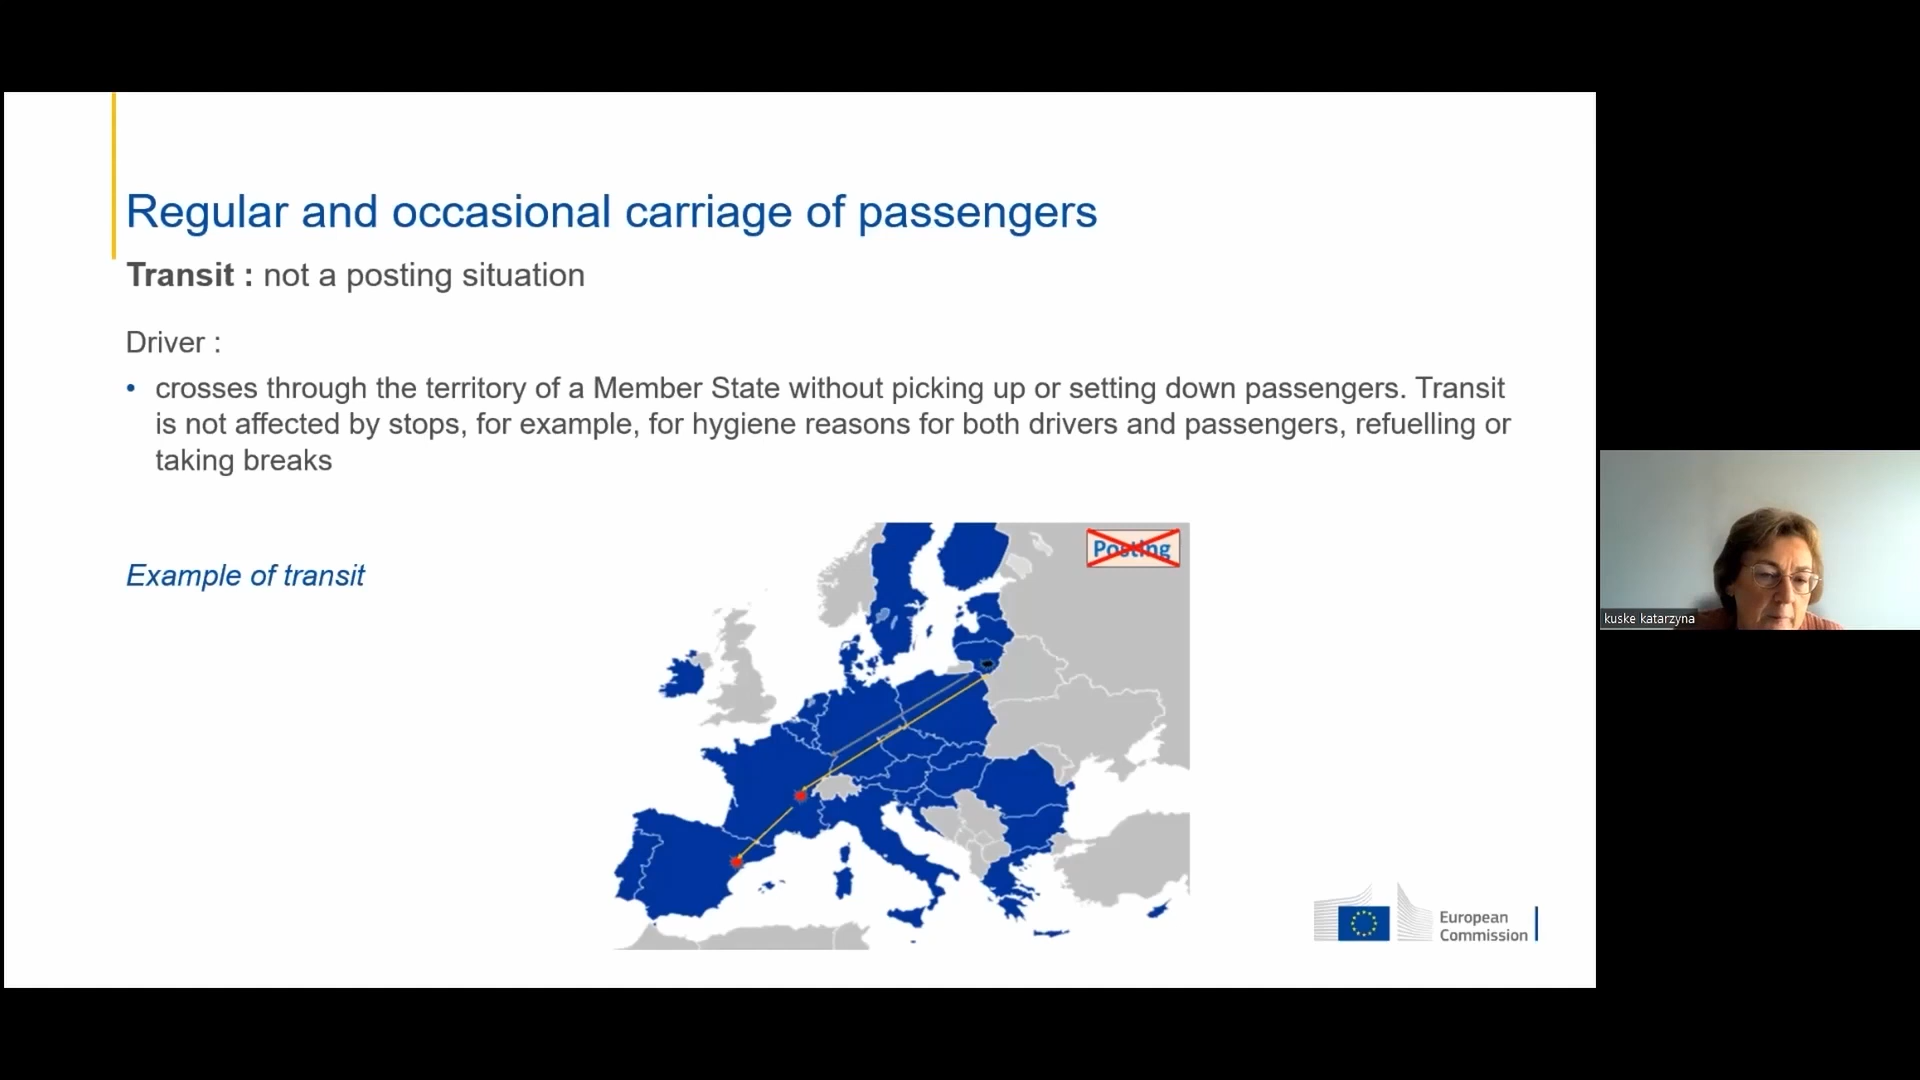 Regular and occasional carriage of passengers
Transit : not a posting situation
Driver :
• crosses through the territory of a Member State without picking up or setting down passengers. Transit
is not affected by stops, for example, for hygiene reasons for both drivers and passengers, refuelling or
taking breaks
Example of transit
Posting
European
Commission
kuske katarzyna